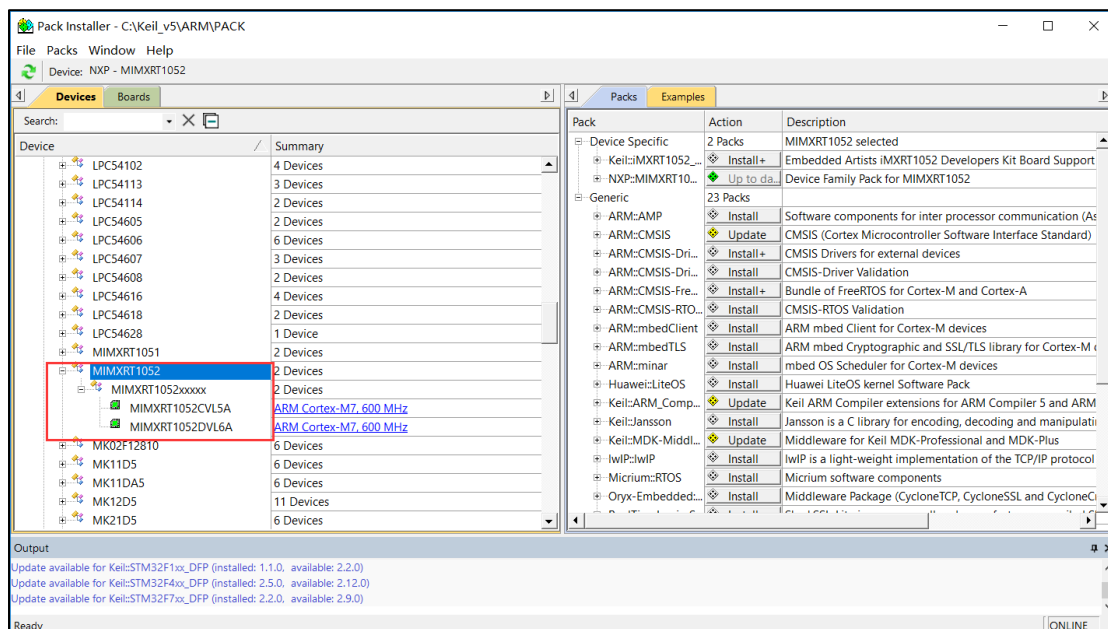 Pack Installer - C:\Keil_v5\ARM\PACK
File Packs Window Help
Device: NXP - MIMXRT1052
Devices Boards
Search:
Device Summary
LPC54102 4 Devices
LPC54113 3 Devices
LPC54114 2 Devices
LPC54605 2 Devices
LPC54606 6 Devices
LPC54607 3 Devices
LPC54608 2 Devices
LPC54616 4 Devices
LPC54618 2 Devices
LPC54628 1 Device
MIMXRT1051 2 Devices
MIMXRT1052 2 Devices
MIMXRT1052xxxxx 2 Devices
MIMXRT1052CVL5A ARM Cortex-M7, 600 MHz
MIMXRT1052DVL6A ARM Cortex-M7, 600 MHz
MK02F12810 6 Devices
MK11D5 6 Devices
MK11DA5 6 Devices
MK12D5 11 Devices
MK21D5 6 Devices
Packs Examples
Pack Action Description
Device Specific 2 Packs MIMXRT1052 selected
Keil::iMXRT1052_... Install+ Embedded Artists iMXRT1052 Developers Kit Board Support
NXP::MIMXRT10... Up to da... Device Family Pack for MIMXRT1052
Generic 23 Packs
ARM::AMP Install Software components for inter processor communication (As
ARM::CMSIS Update CMSIS (Cortex Microcontroller Software Interface Standard)
ARM::CMSIS-Dri... Install+ CMSIS Drivers for external devices
ARM::CMSIS-Dri... Install CMSIS-Driver Validation
ARM::CMSIS-Fre... Install+ Bundle of FreeRTOS for Cortex-M and Cortex-A
ARM::CMSIS-RTO... Install CMSIS-RTOS Validation
ARM::mbedClient Install ARM mbed Client for Cortex-M devices
ARM::mbedTLS Install ARM mbed Cryptographic and SSL/TLS library for Cortex-M
ARM::minar Install mbed OS Scheduler for Cortex-M devices
Huawei::LiteOS Install Huawei LiteOS kernel Software Pack
Keil::ARM_Comp... Update Keil ARM Compiler extensions for ARM Compiler 5 and ARM
Keil::Jansson Install Jansson is a C library for encoding, decoding and manipulati
Keil::MDK-Middl... Update Middleware for Keil MDK-Professional and MDK-Plus
lwIP::lwIP Install lwIP is a light-weight implementation of the TCP/IP protocol
Micrium::RTOS Install Micrium software components
Oryx-Embedded:... Install Middleware Package (CycloneTCP, CycloneSSL and CycloneC
Output
Update available for Keil::STM32F1xx_DFP (installed: 1.1.0, available: 2.2.0)
Update available for Keil::STM32F4xx_DFP (installed: 2.5.0, available: 2.12.0)
Update available for Keil::STM32F7xx_DFP (installed: 2.2.0, available: 2.9.0)
Ready ONLINE